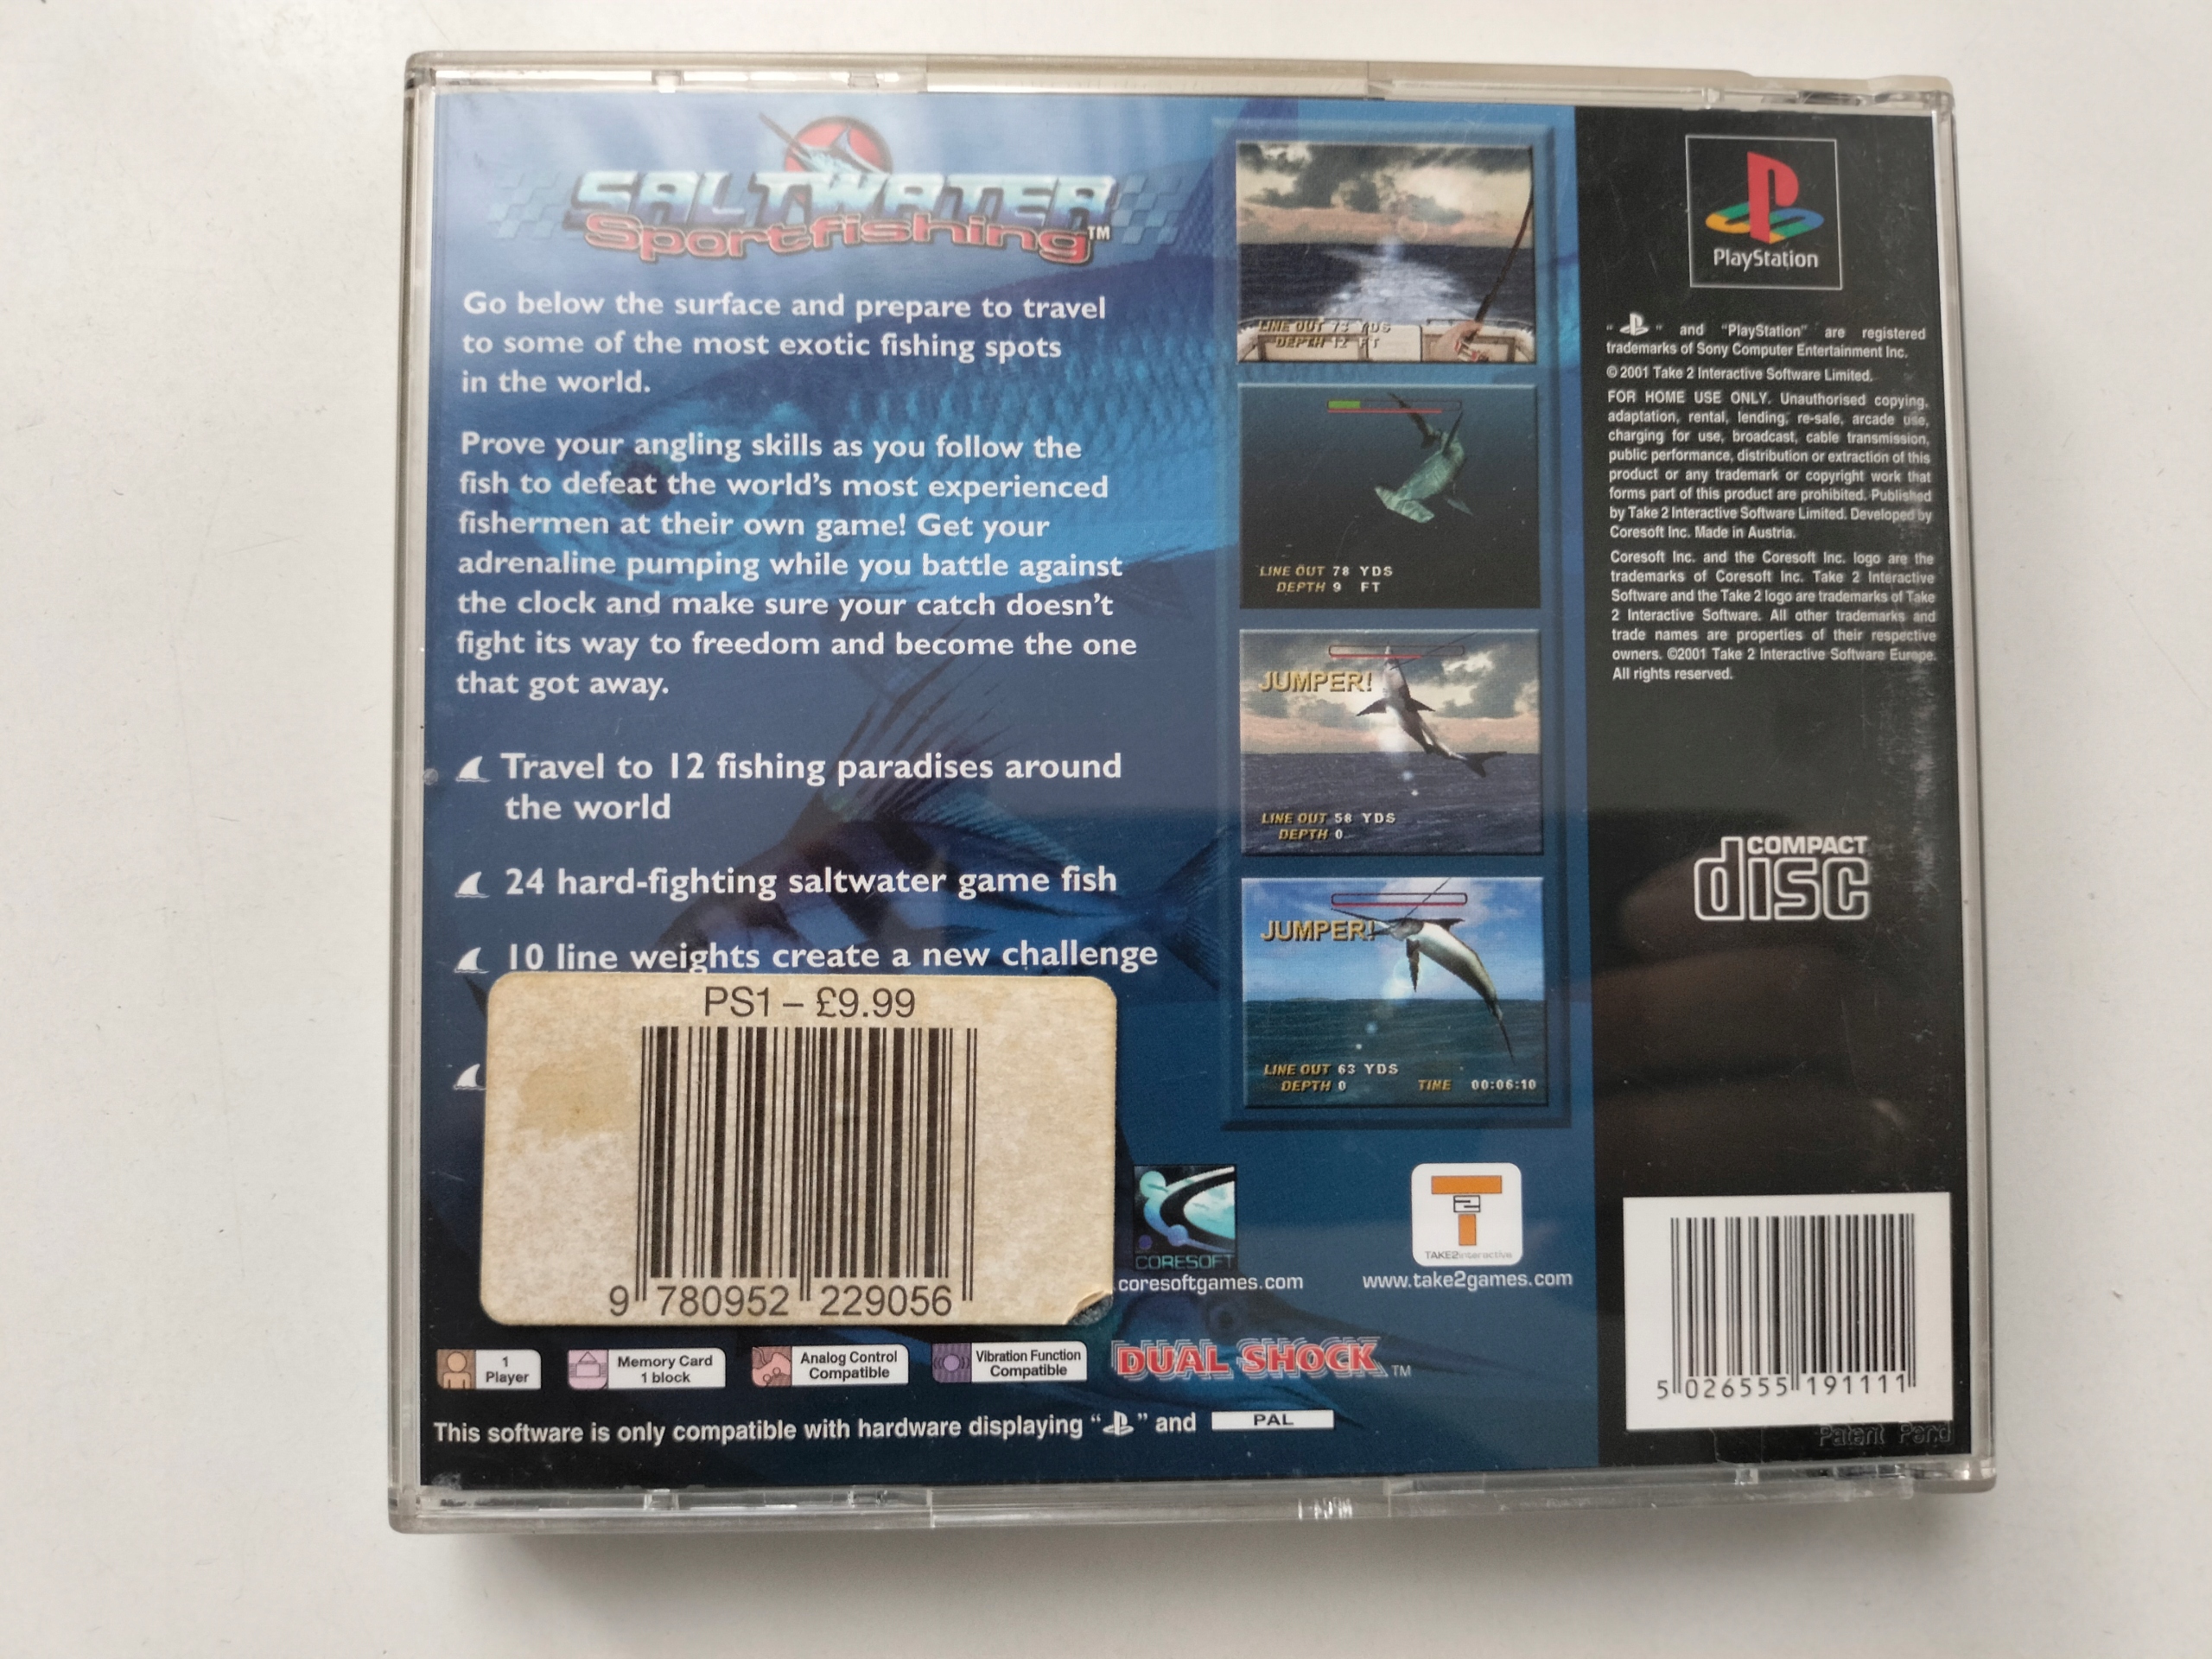 SALTWATER
Sportfishing™
Go below the surface and prepare to travel
to some of the most exotic fishing spots
in the world.
Prove your angling skills as you follow the
fish to defeat the world's most experienced
fishermen at their own game! Get your
adrenaline pumping while you battle against
the clock and make sure your catch doesn't
fight its way to freedom and become the one
that got away.
Travel to 12 fishing paradises around
the world
24 hard-fighting saltwater game fish
10 line weights create a new challenge
PS1 – £9.99
9 780952 229056
LINE OUT 73 YDS
DEPTH 12 FT
LINE OUT 78 YDS
DEPTH 9 FT
JUMPER!
LINE OUT 58 YDS
DEPTH 0
JUMPER!
LINE OUT 63 YDS
DEPTH 0 TIME 00:06:10
CORESOFT
coresoftgames.com
T2
TAKE2interactive
www.take2games.com
1
Player
Memory Card
1 block
Analog Control
Compatible
Vibration Function
Compatible
DUAL SHOCK™
This software is only compatible with hardware displaying " " and PAL
PlayStation
" " and "PlayStation" are registered
trademarks of Sony Computer Entertainment Inc.
© 2001 Take 2 Interactive Software Limited.
FOR HOME USE ONLY. Unauthorised copying,
adaptation, rental, lending, re-sale, arcade use,
charging for use, broadcast, cable transmission,
public performance, distribution or extraction of this
product or any trademark or copyright work that
forms part of this product are prohibited. Published
by Take 2 Interactive Software Limited. Developed by
Coresoft Inc. Made in Austria.
Coresoft Inc. and the Coresoft Inc. logo are the
trademarks of Coresoft Inc. Take 2 Interactive
Software and the Take 2 logo are trademarks of Take
2 Interactive Software. All other trademarks and
trade names are properties of their respective
owners. ©2001 Take 2 Interactive Software Europe.
All rights reserved.
COMPACT
disc
5 026555 191111
Patent Pend